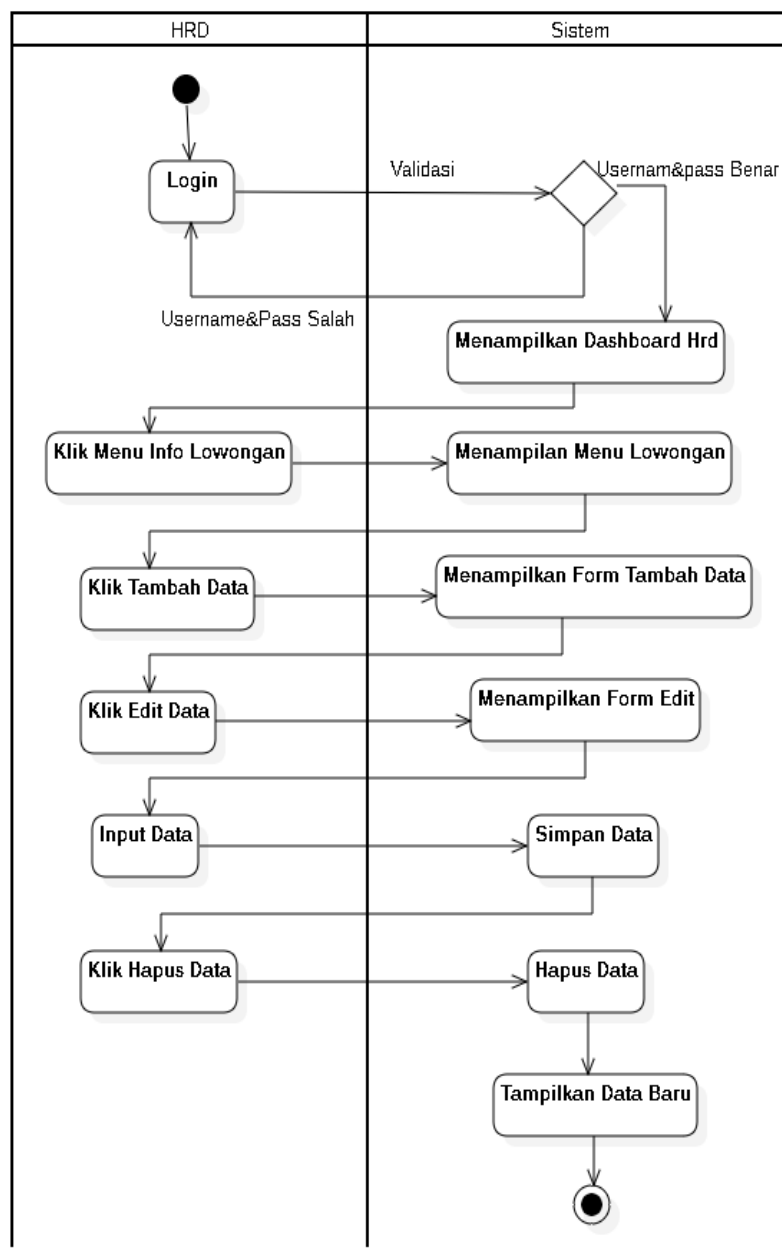 HRD
Sistem
Login
Validasi
Usernam&pass Benar
Username&Pass Salah
Menampilkan Dashboard Hrd
Klik Menu Info Lowongan
Menampilan Menu Lowongan
Klik Tambah Data
Menampilkan Form Tambah Data
Klik Edit Data
Menampilkan Form Edit
Input Data
Simpan Data
Klik Hapus Data
Hapus Data
Tampilkan Data Baru